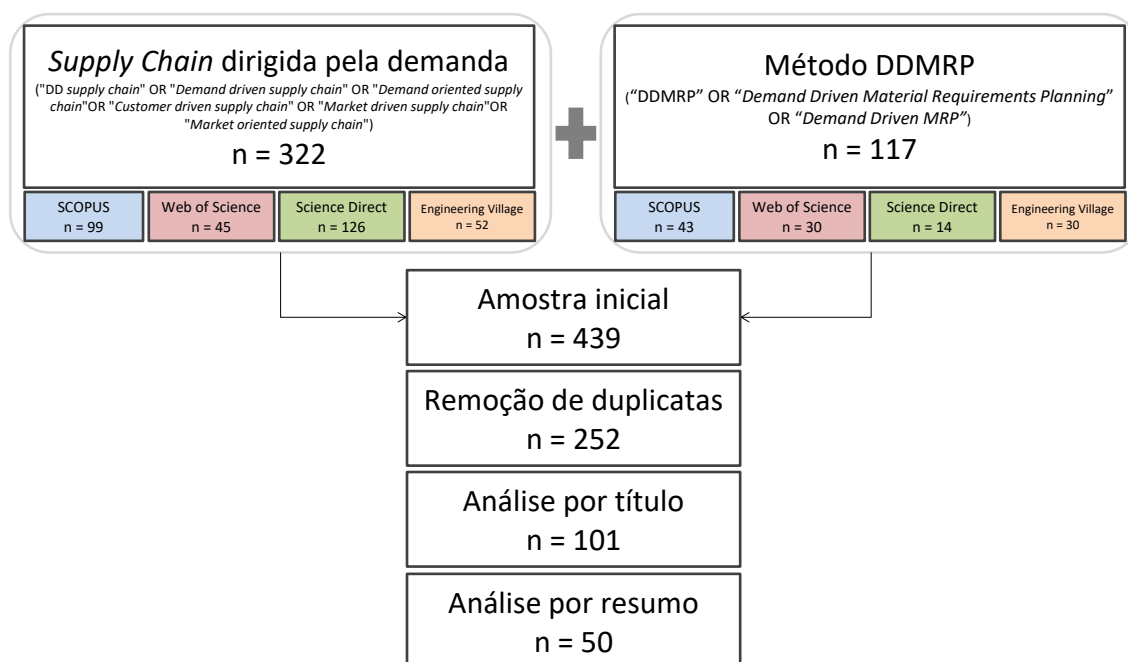 Supply Chain dirigida pela demanda
("DD supply chain" OR "Demand driven supply chain" OR "Demand oriented supply
chain"OR "Customer driven supply chain" OR "Market driven supply chain"OR
"Market oriented supply chain")
n = 322
SCOPUS
n = 99
Web of Science
n = 45
Science Direct
n = 126
Engineering Village
n = 52
Método DDMRP
(“DDMRP” OR “Demand Driven Material Requirements Planning”
OR “Demand Driven MRP”)
n = 117
SCOPUS
n = 43
Web of Science
n = 30
Science Direct
n = 14
Engineering Village
n = 30
Amostra inicial
n = 439
Remoção de duplicatas
n = 252
Análise por título
n = 101
Análise por resumo
n = 50